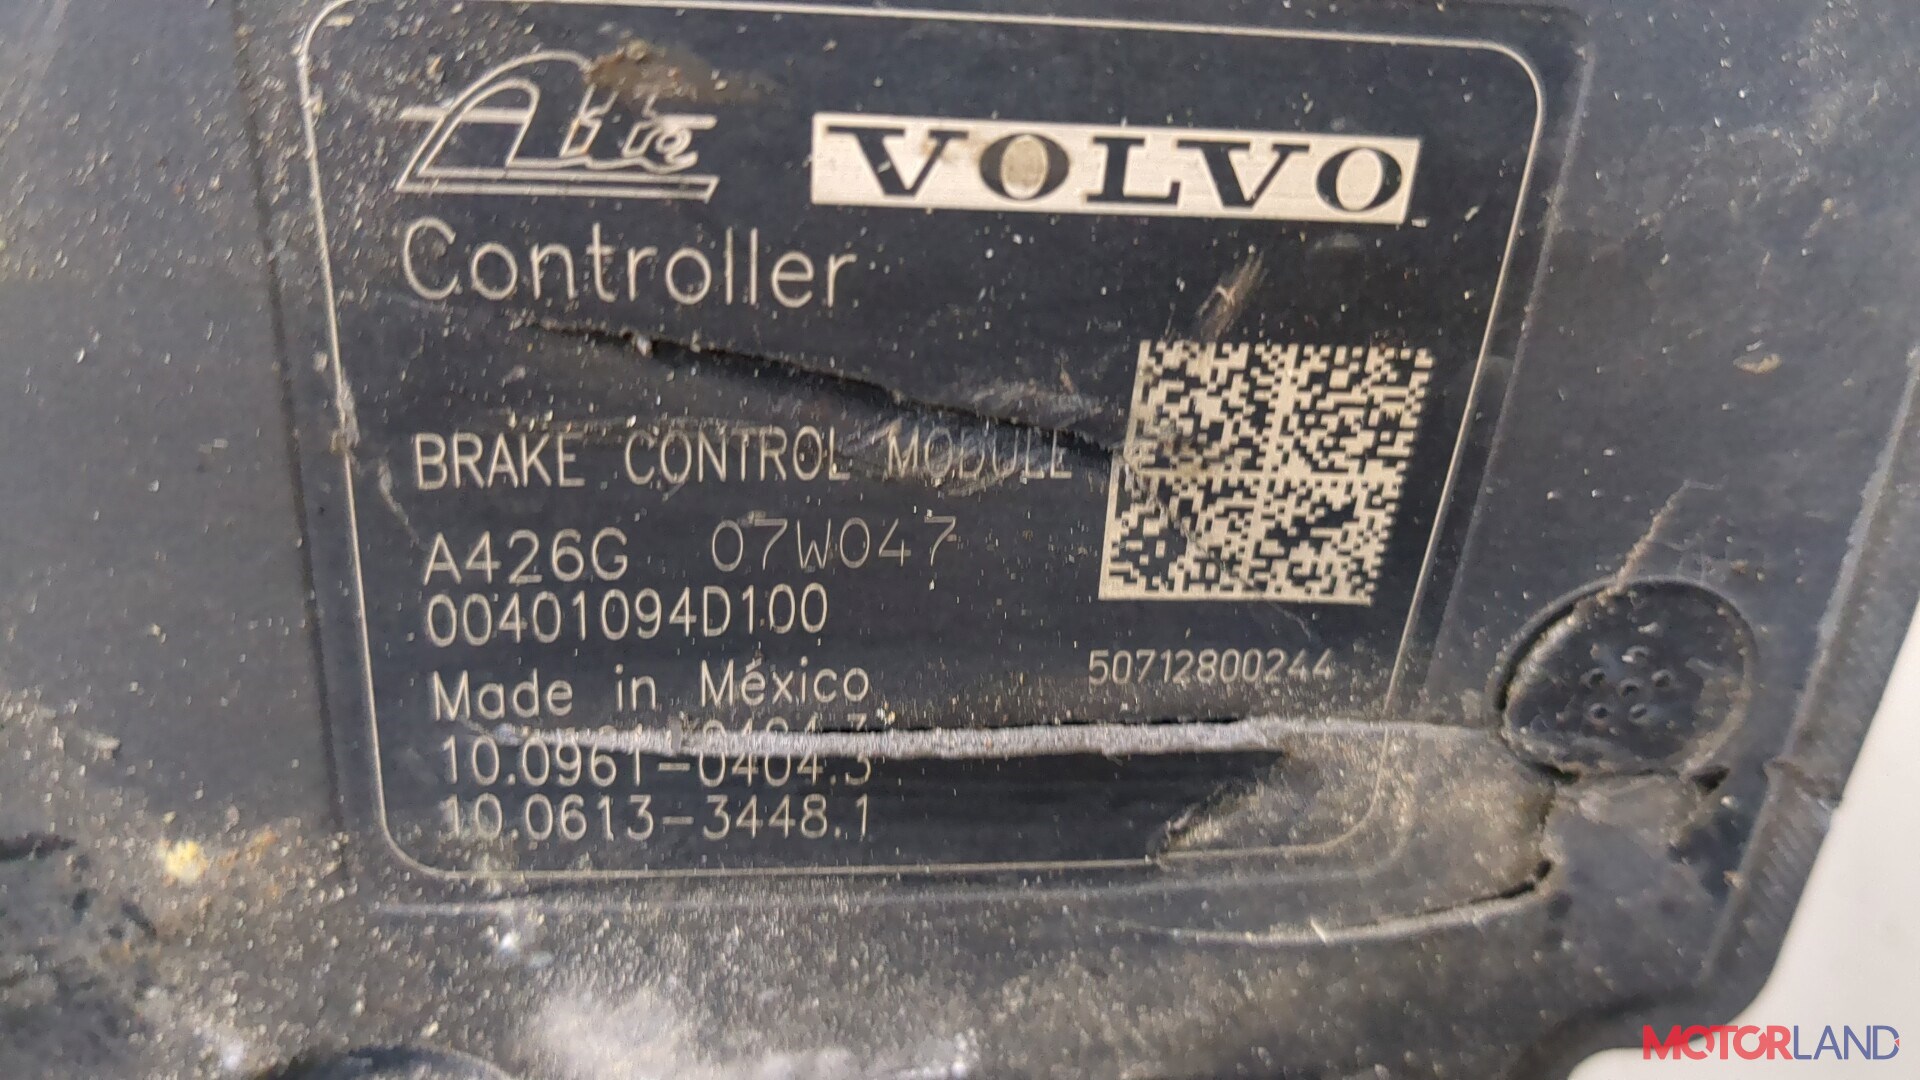 Ate VOLVO
Controller
BRAKE CONTROL MODULE
A426G 07W047
00401094D100
Made in México
50712800244
10.0961-0404.3
10.0613-3448.1
MOTORLAND